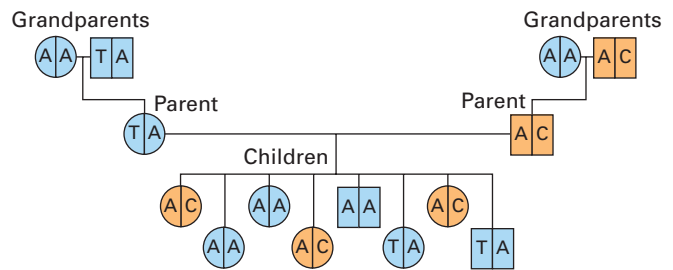 Grandparents Grandparents
A A T A A A A C
Parent Parent
T A A C
Children
A C A A A A A C
A A A C T A T A